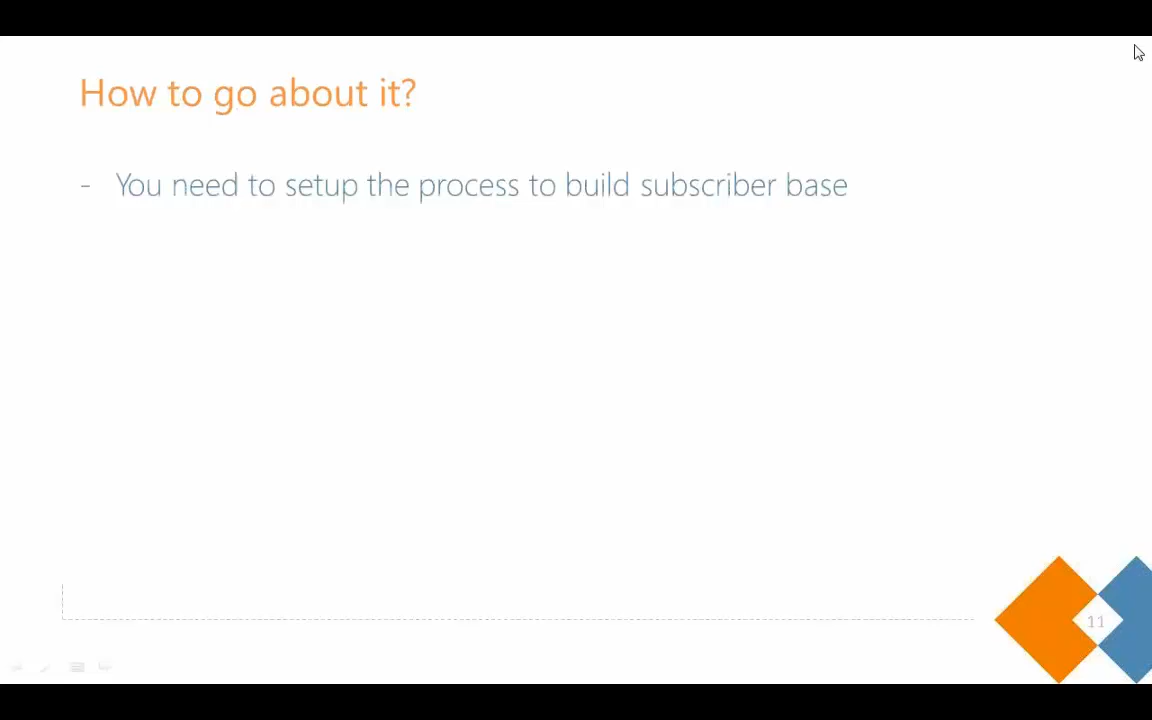 How to go about it?
- You need to setup the process to build subscriber base
11